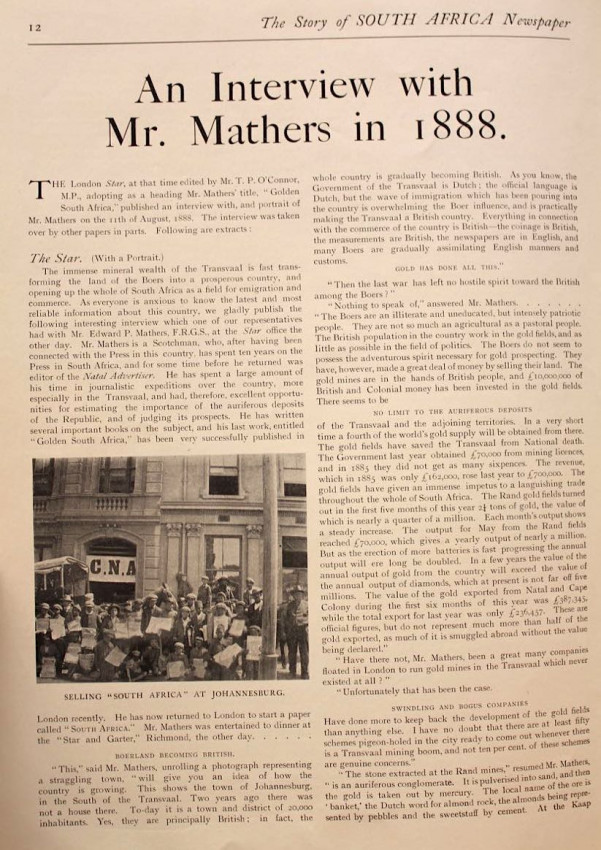 12
The Story of SOUTH AFRICA Newspaper
An Interview with
Mr. Mathers in 1888.
THE London Star, at that time edited by Mr. T. P. O'Connor,
M.P., adopting as a heading Mr. Mathers' title, "Golden
South Africa," published an interview with, and portrait of
Mr. Mathers on the 11th of August, 1888. The interview was taken
over by other papers in parts. Following are extracts:
The Star. (With a Portrait.)
The immense mineral wealth of the Transvaal is fast trans-
forming the land of the Boers into a prosperous country, and
opening up the whole of South Africa as a field for emigration and
commerce. As everyone is anxious to know the latest and most
reliable information about this country, we gladly publish the
following interesting interview which one of our representatives
had with Mr. Edward P. Mathers, F.R.G.S., at the Star office the
other day. Mr. Mathers is a Scotchman, who, after having been
connected with the Press in this country, has spent ten years on the
Press in South Africa, and for some time before he returned was
editor of the Natal Advertiser. He has spent a large amount of
his time in journalistic expeditions over the country, more
especially in the Transvaal, and had, therefore, excellent opportu-
nities for estimating the importance of the auriferous deposits
of the Republic, and of judging its prospects. He has written
several important books on the subject, and his last work, entitled
"Golden South Africa," has been very successfully published in
C.N.A
SELLING "SOUTH AFRICA" AT JOHANNESBURG.
London recently. He has now returned to London to start a paper
called "SOUTH AFRICA." Mr. Mathers was entertained to dinner at
the "Star and Garter," Richmond, the other day. . . . . . .
BOERLAND BECOMING BRITISH.
"This," said Mr. Mathers, unrolling a photograph representing
a straggling town, "will give you an idea of how the
country is growing. This shows the town of Johannesburg,
in the South of the Transvaal. Two years ago there was
not a house there. To-day it is a town and district of 20,000
inhabitants. Yes, they are principally British; in fact, the
whole country is gradually becoming British. As you know, the
Government of the Transvaal is Dutch; the official language is
Dutch, but the wave of immigration which has been pouring into
the country is overwhelming the Boer influence, and is practically
making the Transvaal a British country. Everything in connection
with the commerce of the country is British—the coinage is British,
the measurements are British, the newspapers are in English, and
many Boers are gradually assimilating English manners and
customs.
GOLD HAS DONE ALL THIS."
"Then the last war has left no hostile spirit toward the British
among the Boers?"
"Nothing to speak of," answered Mr. Mathers. . . . . . .
"The Boers are an illiterate and uneducated, but intensely patriotic
people. They are not so much an agricultural as a pastoral people.
The British population in the country work in the gold fields, and as
little as possible in the field of politics. The Boers do not seem to
possess the adventurous spirit necessary for gold prospecting. They
have, however, made a great deal of money by selling their land. The
gold mines are in the hands of British people, and £10,000,000 of
British and Colonial money has been invested in the gold fields.
There seems to be
NO LIMIT TO THE AURIFEROUS DEPOSITS
of the Transvaal and the adjoining territories. In a very short
time a fourth of the world's gold supply will be obtained from there.
The gold fields have saved the Transvaal from National death.
The Government last year obtained £70,000 from mining licences,
and in 1885 they did not get as many sixpences. The revenue,
which in 1885 was only £162,000, rose last year to £700,000. The
gold fields have given an immense impetus to a languishing trade
throughout the whole of South Africa. The Rand gold fields turned
out in the first five months of this year 2¼ tons of gold, the value of
which is nearly a quarter of a million. Each month's output shows
a steady increase. The output for May from the Rand fields
reached £70,000, which gives a yearly output of nearly a million.
But as the erection of more batteries is fast progressing the annual
output will ere long be doubled. In a few years the value of the
annual output of gold from the country will exceed the value of
the annual output of diamonds, which at present is not far off five
millions. The value of the gold exported from Natal and Cape
Colony during the first six months of this year was £387,345,
while the total export for last year was only £236,457. These are
official figures, but do not represent much more than half of the
gold exported, as much of it is smuggled abroad without the value
being declared."
"Have there not, Mr. Mathers, been a great many companies
floated in London to run gold mines in the Transvaal which never
existed at all?"
"Unfortunately that has been the case.
SWINDLING AND BOGUS COMPANIES
Have done more to keep back the development of the gold fields
than anything else. I have no doubt that there are at least fifty
schemes pigeon-holed in the city ready to come out whenever there
is a Transvaal mining boom, and not ten per cent. of these schemes
are genuine concerns."
"The stone extracted at the Rand mines," resumed Mr. Mathers,
"is an auriferous conglomerate. It is pulverised into sand, and then
the gold is taken out by mercury. The local name of the ore is
'banket,' the Dutch word for almond rock, the almonds being repre-
sented by pebbles and the sweetstuff by cement. At the Kaap